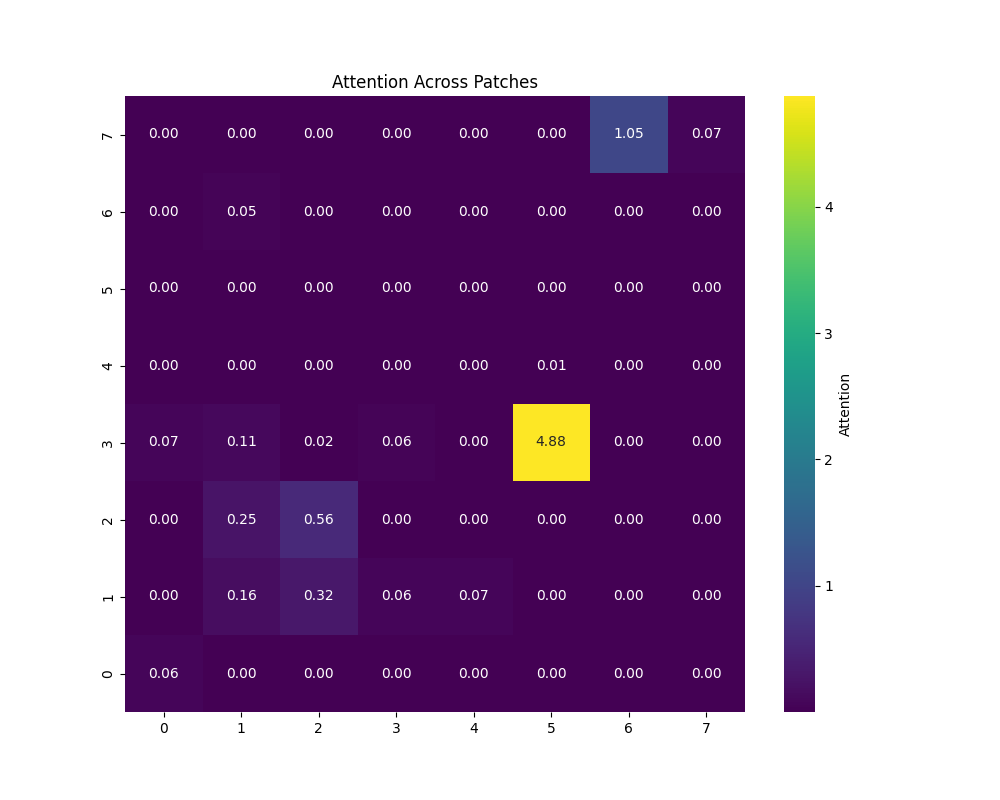 Attention Across Patches
7 0.00 0.00 0.00 0.00 0.00 0.00 1.05 0.07
6 0.00 0.05 0.00 0.00 0.00 0.00 0.00 0.00
5 0.00 0.00 0.00 0.00 0.00 0.00 0.00 0.00
4 0.00 0.00 0.00 0.00 0.00 0.01 0.00 0.00
3 0.07 0.11 0.02 0.06 0.00 4.88 0.00 0.00
2 0.00 0.25 0.56 0.00 0.00 0.00 0.00 0.00
1 0.00 0.16 0.32 0.06 0.07 0.00 0.00 0.00
0 0.06 0.00 0.00 0.00 0.00 0.00 0.00 0.00
0 1 2 3 4 5 6 7
4
3
2
1
Attention